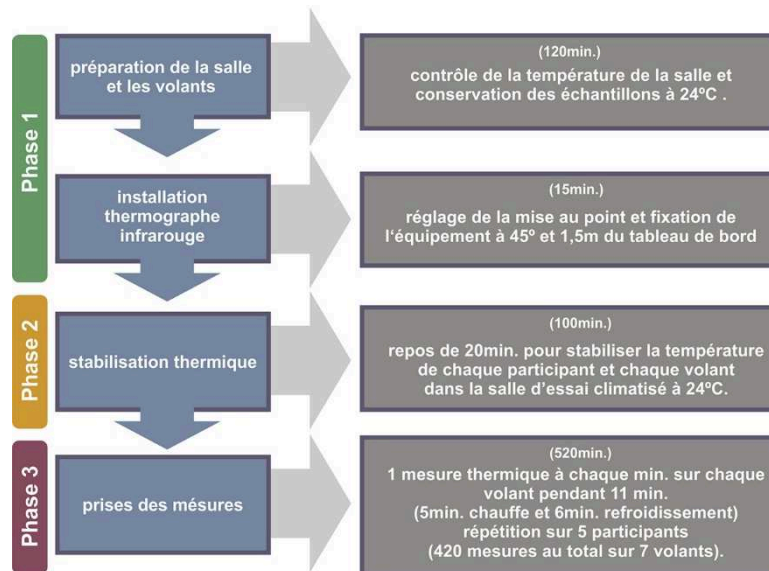 Phase 1
préparation de la salle
et les volants
(120min.)
contrôle de la température de la salle et
conservation des échantillons à 24ºC .
installation
thermographe
infrarouge
(15min.)
réglage de la mise au point et fixation de
l'équipement à 45º et 1,5m du tableau de bord
Phase 2
stabilisation thermique
(100min.)
repos de 20min. pour stabiliser la température
de chaque participant et chaque volant
dans la salle d'essai climatisé à 24ºC.
Phase 3
prises des mésures
(520min.)
1 mesure thermique à chaque min. sur chaque
volant pendant 11 min.
(5min. chauffe et 6min. refroidissement)
répétition sur 5 participants
(420 mesures au total sur 7 volants).